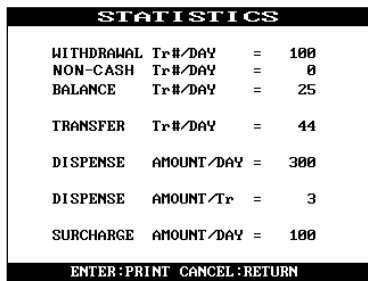 STATISTICS
WITHDRAWAL Tr#/DAY = 100
NON-CASH Tr#/DAY = 0
BALANCE Tr#/DAY = 25
TRANSFER Tr#/DAY = 44
DISPENSE AMOUNT/DAY = 300
DISPENSE AMOUNT/Tr = 3
SURCHARGE AMOUNT/DAY = 100
ENTER:PRINT CANCEL:RETURN